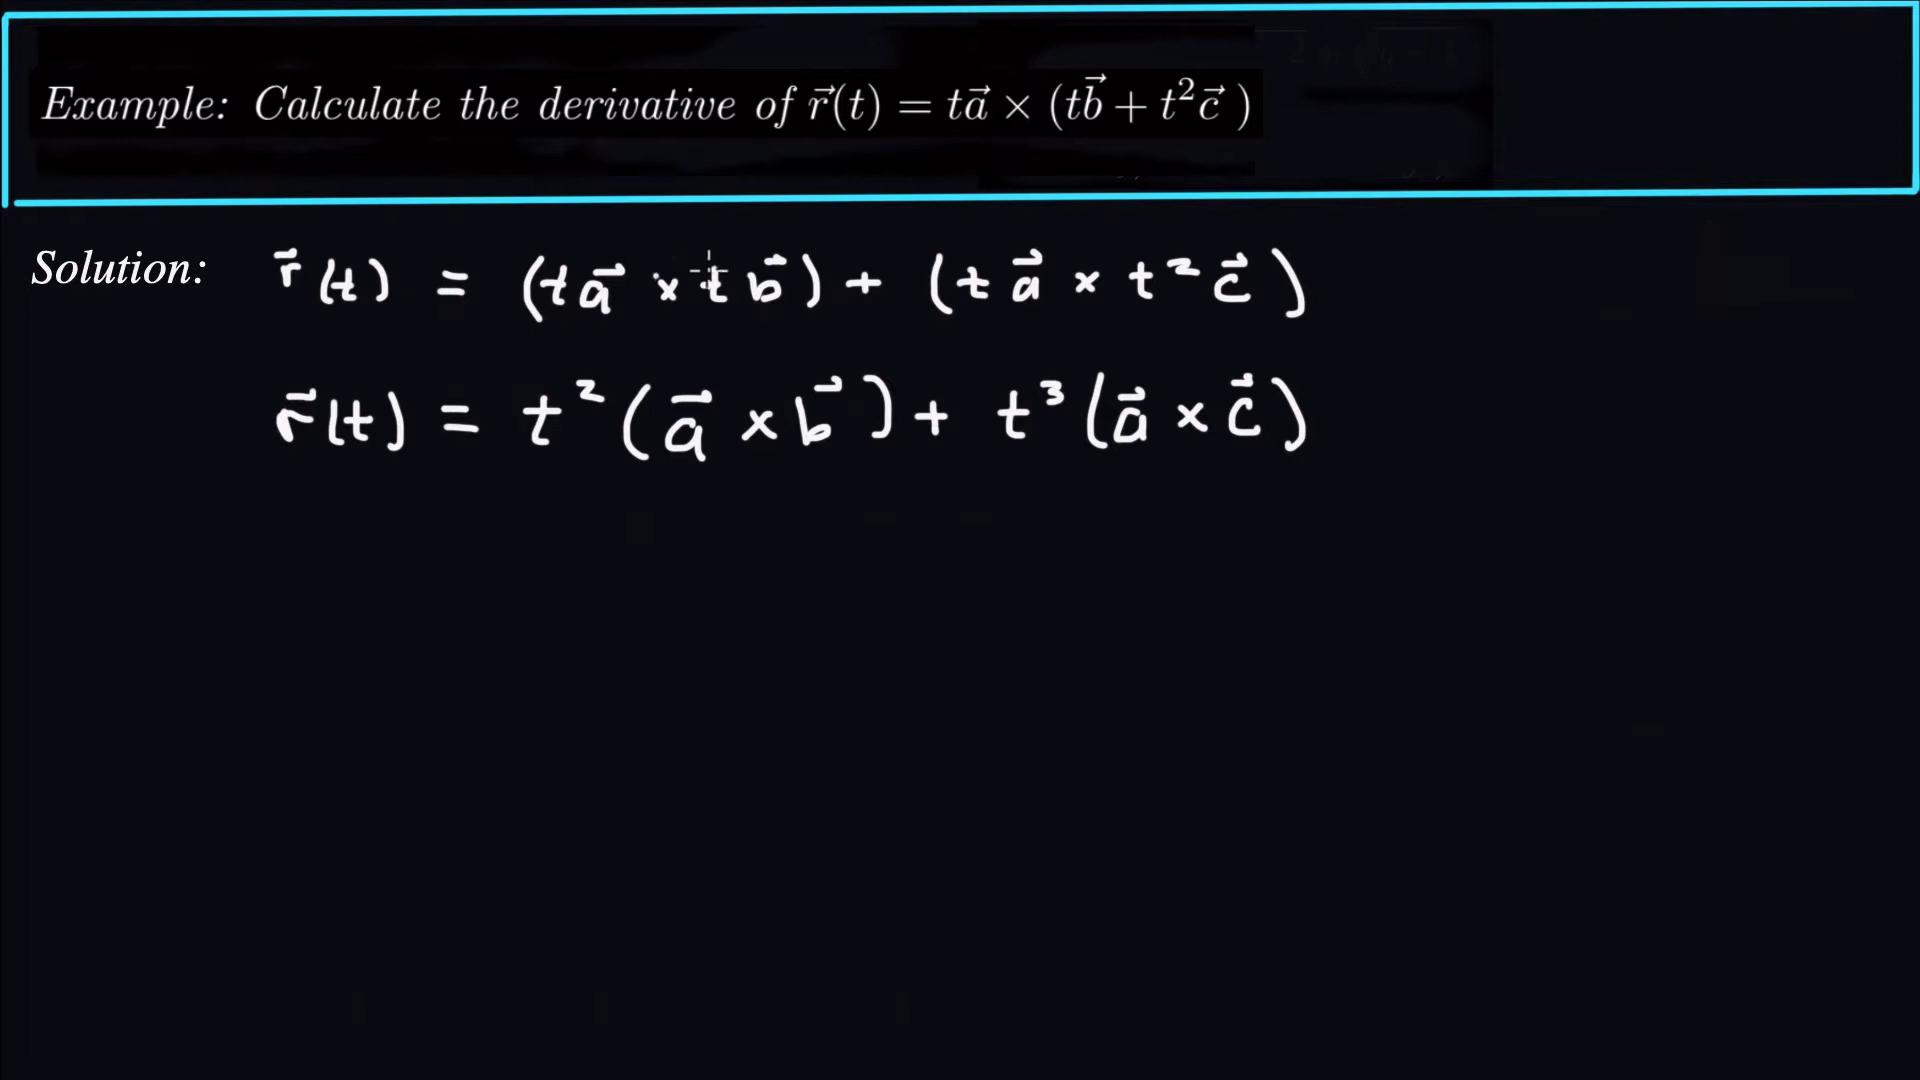 Example: Calculate the derivative of r⃗(t) = ta⃗ × (tb⃗ + t²c⃗ )
Solution: r⃗(t) = (ta⃗ × tb⃗) + (ta⃗ × t²c⃗)
r⃗(t) = t²(a⃗ × b⃗) + t³(a⃗ × c⃗)